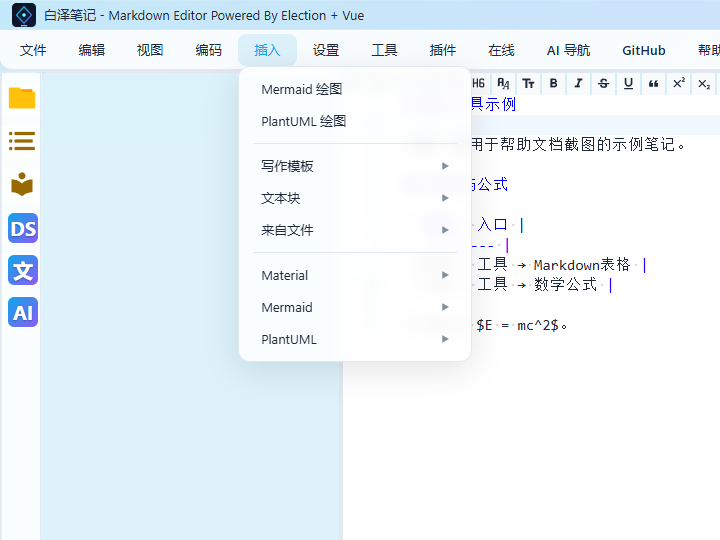 白泽笔记 - Markdown Editor Powered By Election + Vue
文件 编辑 视图 编码 插入 设置 工具 插件 在线 AI 导航 GitHub 帮助
H6 B I S U X² X₂
Mermaid 绘图
PlantUML 绘图
写作模板
文本块
来自文件
Material
Mermaid
PlantUML
具示例
用于帮助文档截图的示例笔记。
公式
入口 |
--- |
工具 → Markdown表格 |
工具 → 数学公式 |
$E = mc^2$。
DS
文
AI